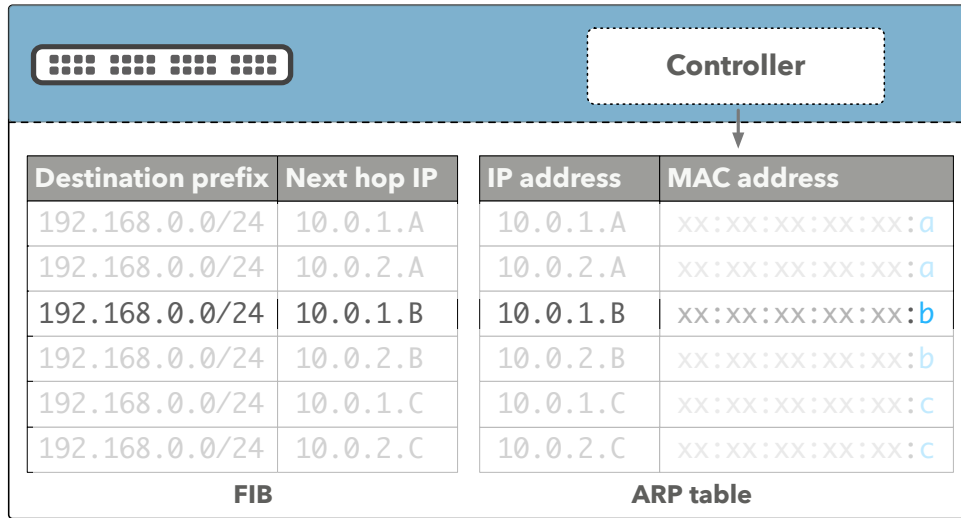 Controller
Destination prefix Next hop IP IP address MAC address
192.168.0.0/24 10.0.1.A 10.0.1.A xx:xx:xx:xx:xx:a
192.168.0.0/24 10.0.2.A 10.0.2.A xx:xx:xx:xx:xx:a
192.168.0.0/24 10.0.1.B 10.0.1.B xx:xx:xx:xx:xx:b
192.168.0.0/24 10.0.2.B 10.0.2.B xx:xx:xx:xx:xx:b
192.168.0.0/24 10.0.1.C 10.0.1.C xx:xx:xx:xx:xx:c
192.168.0.0/24 10.0.2.C 10.0.2.C xx:xx:xx:xx:xx:c
FIB ARP table